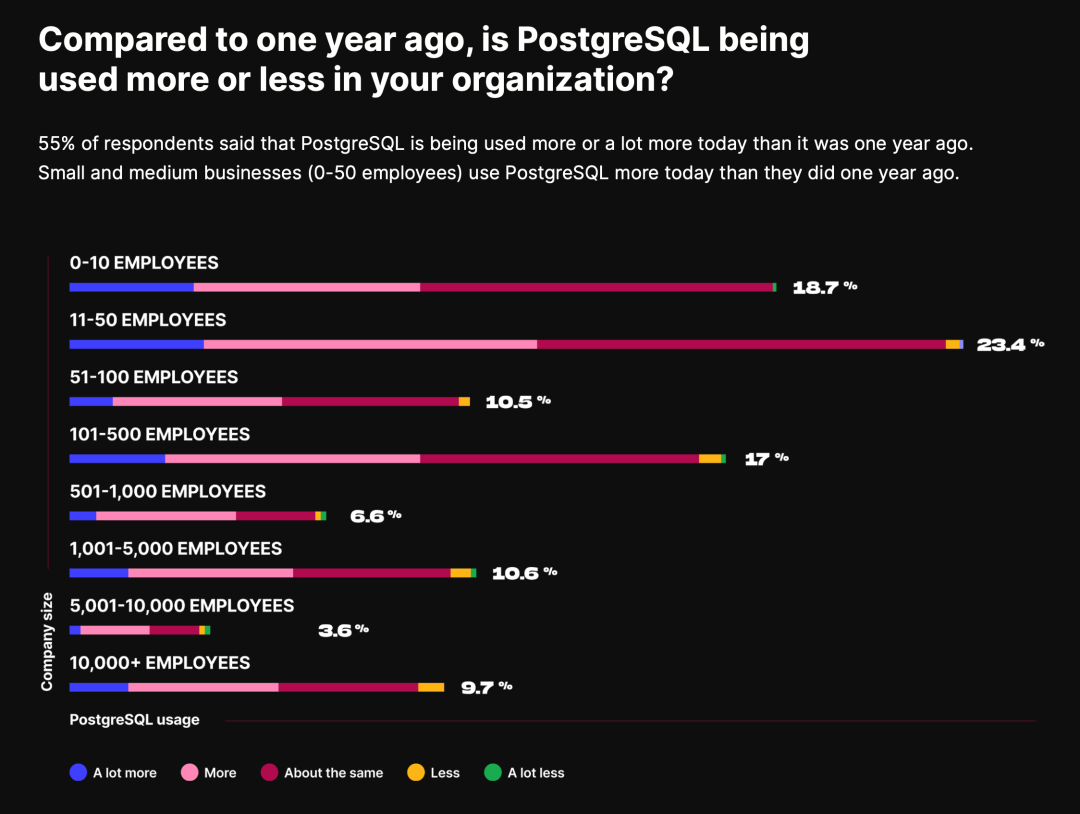 Compared to one year ago, is PostgreSQL being
used more or less in your organization?
55% of respondents said that PostgreSQL is being used more or a lot more today than it was one year ago.
Small and medium businesses (0-50 employees) use PostgreSQL more today than they did one year ago.
0-10 EMPLOYEES
18.7 %
11-50 EMPLOYEES
23.4 %
51-100 EMPLOYEES
10.5 %
101-500 EMPLOYEES
17 %
501-1,000 EMPLOYEES
6.6 %
1,001-5,000 EMPLOYEES
10.6 %
5,001-10,000 EMPLOYEES
3.6 %
10,000+ EMPLOYEES
9.7 %
Company size
PostgreSQL usage
A lot more
More
About the same
Less
A lot less